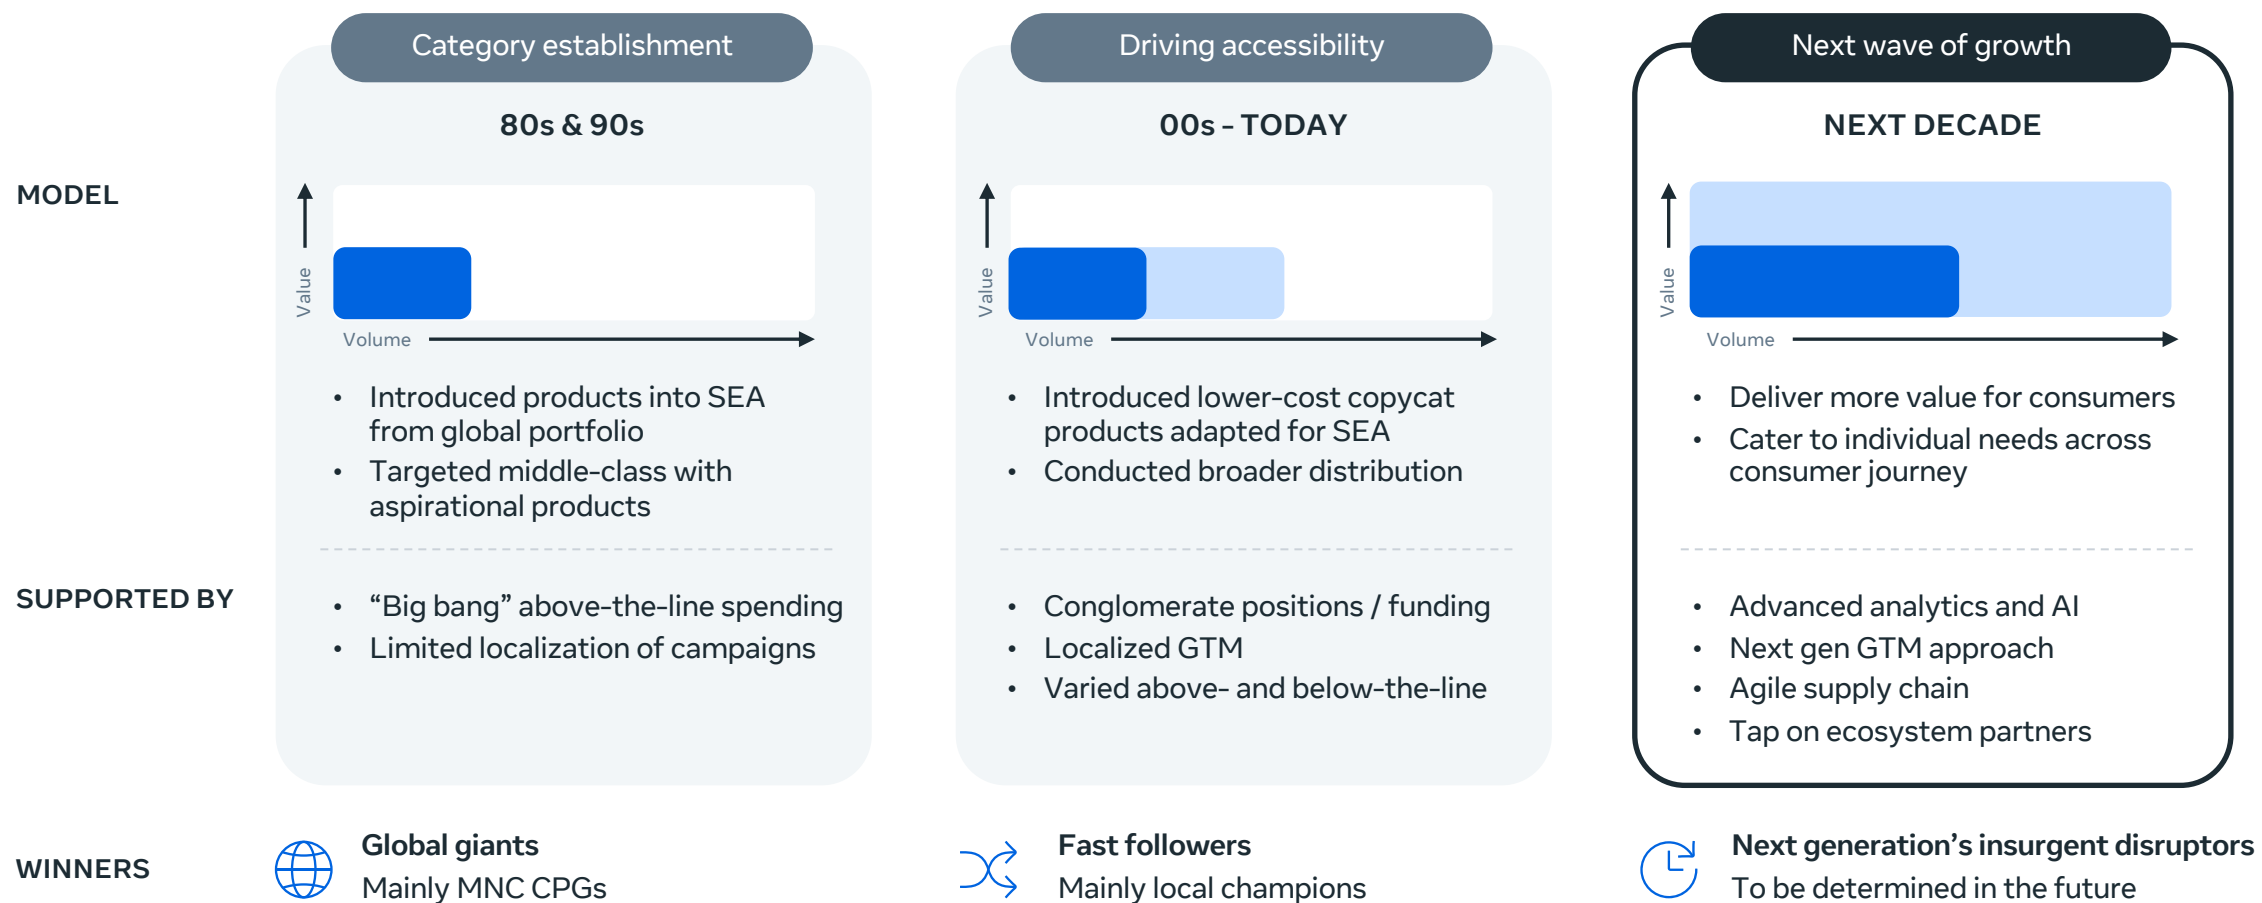 Category establishment
Driving accessibility
Next wave of growth
80s & 90s
00s - TODAY
NEXT DECADE
MODEL
Value
Volume
Value
Volume
Value
Volume
• Introduced products into SEA
from global portfolio
• Targeted middle-class with
aspirational products
• Introduced lower-cost copycat
products adapted for SEA
• Conducted broader distribution
• Deliver more value for consumers
• Cater to individual needs across
consumer journey
SUPPORTED BY
• “Big bang” above-the-line spending
• Limited localization of campaigns
• Conglomerate positions / funding
• Localized GTM
• Varied above- and below-the-line
• Advanced analytics and AI
• Next gen GTM approach
• Agile supply chain
• Tap on ecosystem partners
WINNERS
Global giants
Mainly MNC CPGs
Fast followers
Mainly local champions
Next generation’s insurgent disruptors
To be determined in the future